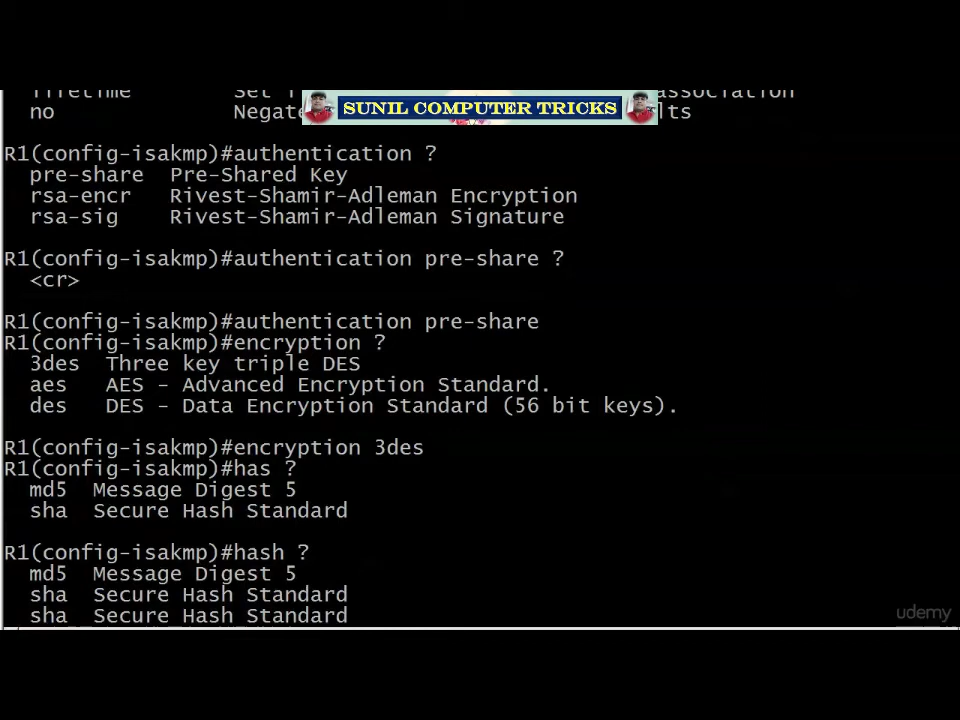 lifetime Set association
no Negate lts
SUNIL COMPUTER TRICKS
R1(config-isakmp)#authentication ?
pre-share Pre-Shared Key
rsa-encr Rivest-Shamir-Adleman Encryption
rsa-sig Rivest-Shamir-Adleman Signature
R1(config-isakmp)#authentication pre-share ?
<cr>
R1(config-isakmp)#authentication pre-share
R1(config-isakmp)#encryption ?
3des Three key triple DES
aes AES - Advanced Encryption Standard.
des DES - Data Encryption Standard (56 bit keys).
R1(config-isakmp)#encryption 3des
R1(config-isakmp)#has ?
md5 Message Digest 5
sha Secure Hash Standard
R1(config-isakmp)#hash ?
md5 Message Digest 5
sha Secure Hash Standard
sha Secure Hash Standard
udemy